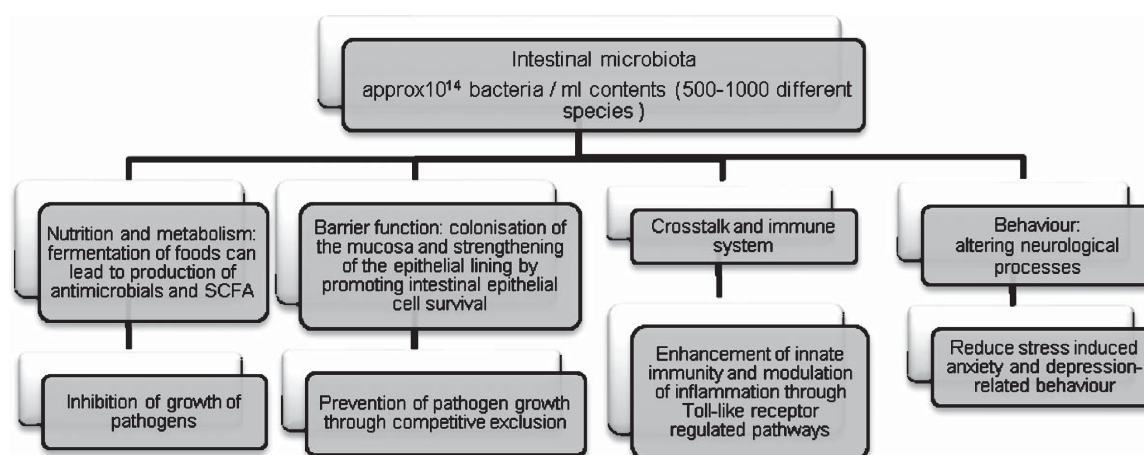 Intestinal microbiota
approx10¹⁴ bacteria / ml contents (500-1000 different
species )
Nutrition and metabolism:
fermentation of foods can
lead to production of
antimicrobials and SCFA
Inhibition of growth of
pathogens
Barrier function: colonisation of
the mucosa and strengthening
of the epithelial lining by
promoting intestinal epithelial
cell survival
Prevention of pathogen growth
through competitive exclusion
Crosstalk and immune
system
Enhancement of innate
immunity and modulation
of inflammation through
Toll-like receptor
regulated pathways
Behaviour:
altering neurological
processes
Reduce stress induced
anxiety and depression-
related behaviour